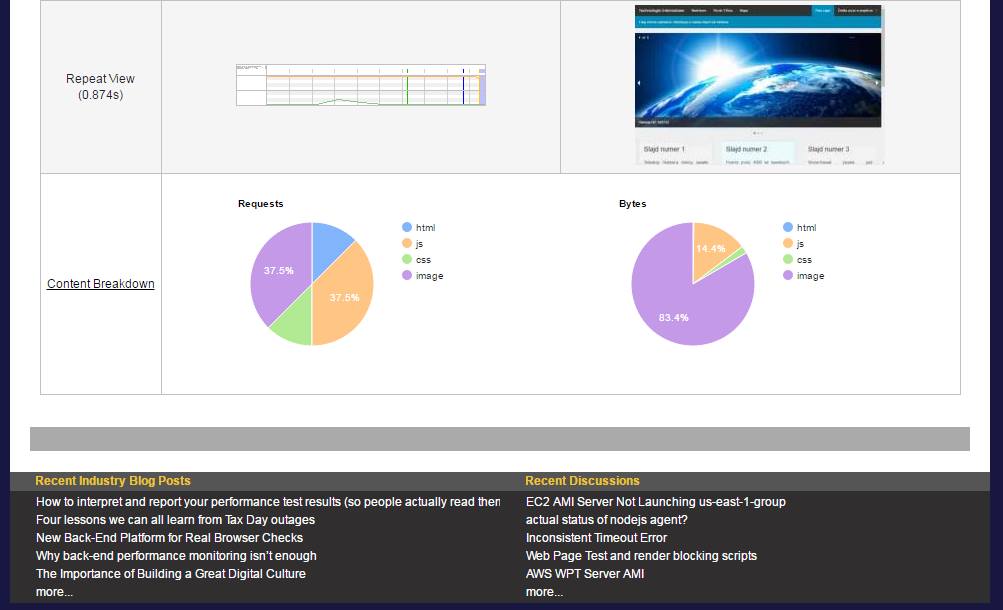 Repeat View
(0.874s)
Slajd numer 1
Slajd numer 2
Slajd numer 3
Content Breakdown
Requests
37.5%
37.5%
html
js
css
image
Bytes
14.4%
83.4%
html
js
css
image
Recent Industry Blog Posts
How to interpret and report your performance test results (so people actually read then
Four lessons we can all learn from Tax Day outages
New Back-End Platform for Real Browser Checks
Why back-end performance monitoring isn't enough
The Importance of Building a Great Digital Culture
more...
Recent Discussions
EC2 AMI Server Not Launching us-east-1-group
actual status of nodejs agent?
Inconsistent Timeout Error
Web Page Test and render blocking scripts
AWS WPT Server AMI
more...